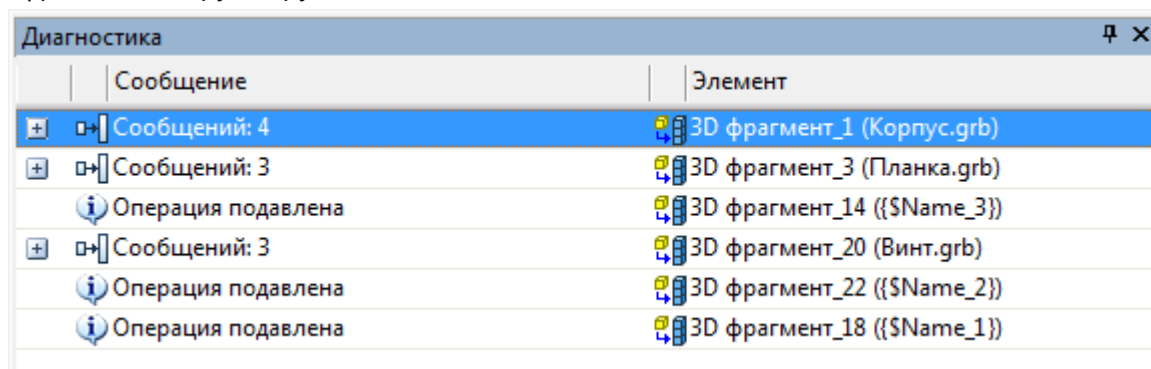 Диагностика
Сообщение Элемент
Сообщений: 4 3D фрагмент_1 (Корпус.grb)
Сообщений: 3 3D фрагмент_3 (Планка.grb)
Операция подавлена 3D фрагмент_14 ({$Name_3})
Сообщений: 3 3D фрагмент_20 (Винт.grb)
Операция подавлена 3D фрагмент_22 ({$Name_2})
Операция подавлена 3D фрагмент_18 ({$Name_1})